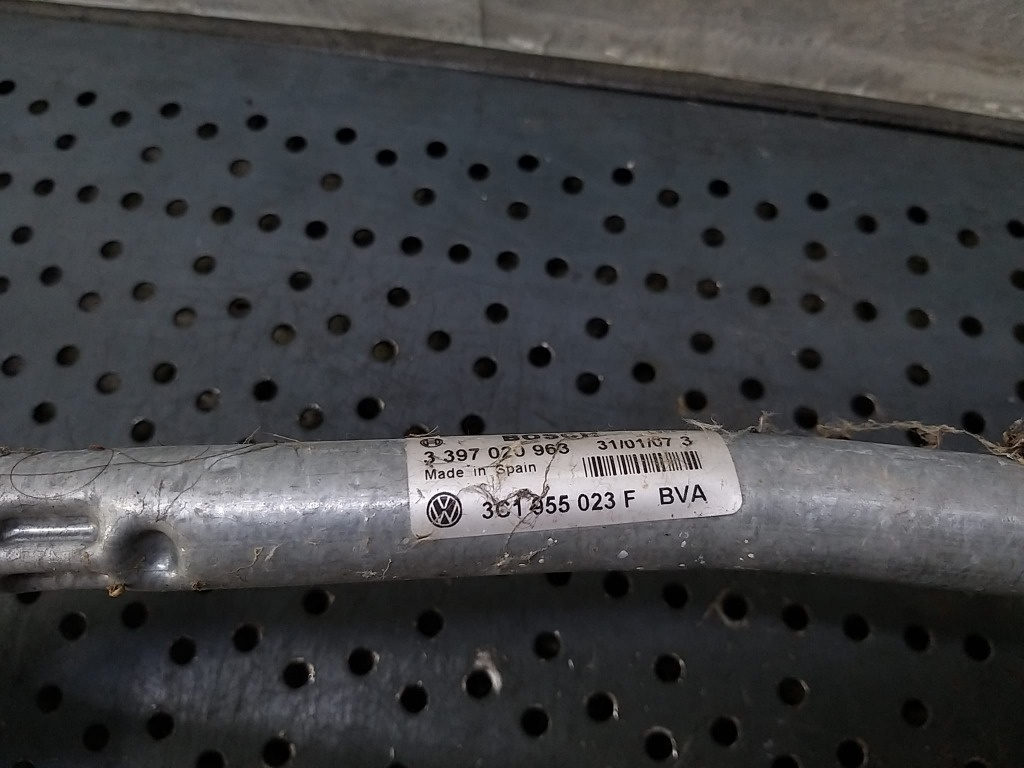 BOSCH
3 397 020 963 31/01/07 3
Made in Spain
3C1 955 023 F BVA